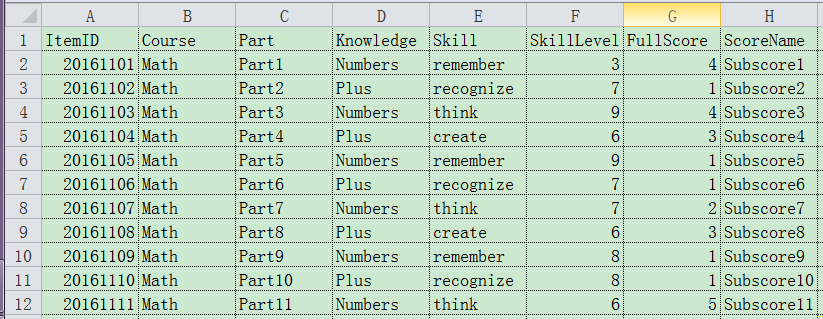 A B C D E F G H
1 ItemID Course Part Knowledge Skill SkillLevel FullScore ScoreName
2 20161101 Math Part1 Numbers remember 3 4 Subscore1
3 20161102 Math Part2 Plus recognize 7 1 Subscore2
4 20161103 Math Part3 Numbers think 9 4 Subscore3
5 20161104 Math Part4 Plus create 6 3 Subscore4
6 20161105 Math Part5 Numbers remember 9 1 Subscore5
7 20161106 Math Part6 Plus recognize 7 1 Subscore6
8 20161107 Math Part7 Numbers think 7 2 Subscore7
9 20161108 Math Part8 Plus create 6 3 Subscore8
10 20161109 Math Part9 Numbers remember 8 1 Subscore9
11 20161110 Math Part10 Plus recognize 8 1 Subscore10
12 20161111 Math Part11 Numbers think 6 5 Subscore11